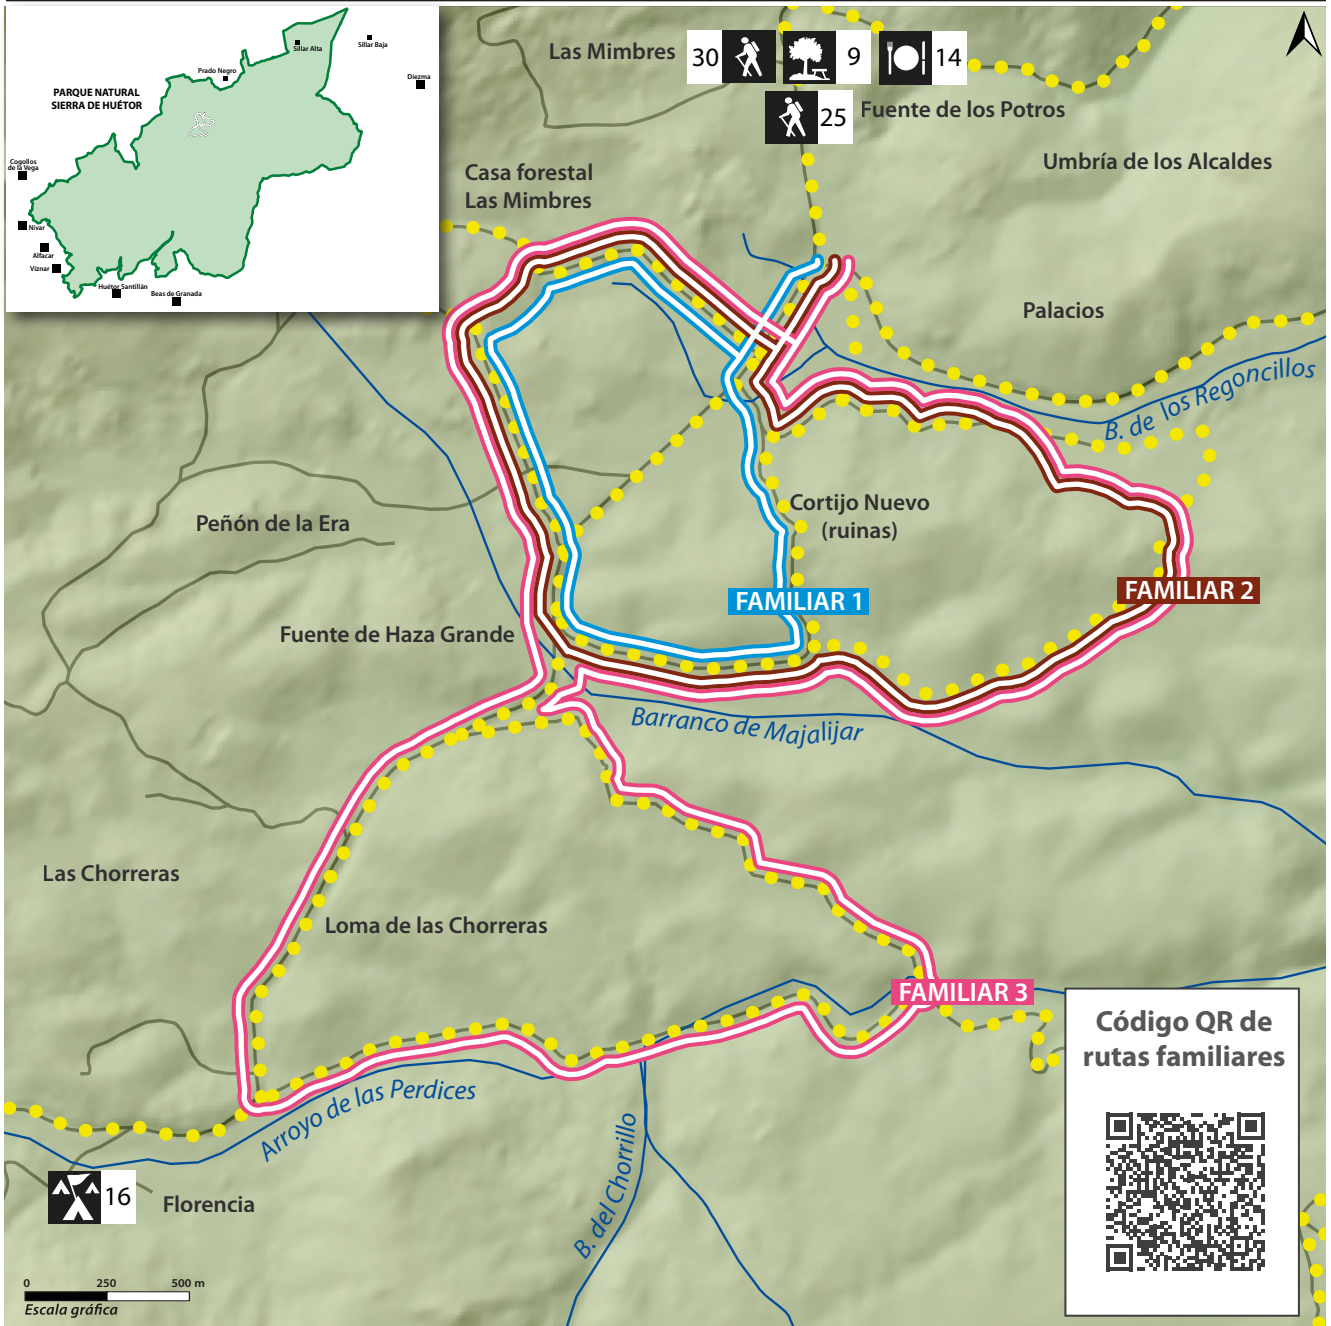 Sillar Alta
Sillar Baja
Prado Negro
Diezma
PARQUE NATURAL
SIERRA DE HUÉTOR
Cogollos
de la Vega
Nívar
Alfacar
Víznar
Huétor Santillán
Beas de Granada
Las Mimbres
30
9
14
25
Fuente de los Potros
Umbría de los Alcaldes
Casa forestal
Las Mimbres
Palacios
B. de los Regoncillos
Peñón de la Era
Cortijo Nuevo
(ruinas)
FAMILIAR 1
FAMILIAR 2
Fuente de Haza Grande
Barranco de Majalijar
Las Chorreras
Loma de las Chorreras
FAMILIAR 3
Código QR de
rutas familiares
Arroyo de las Perdices
B. del Chorrillo
16
Florencia
0 250 500 m
Escala gráfica